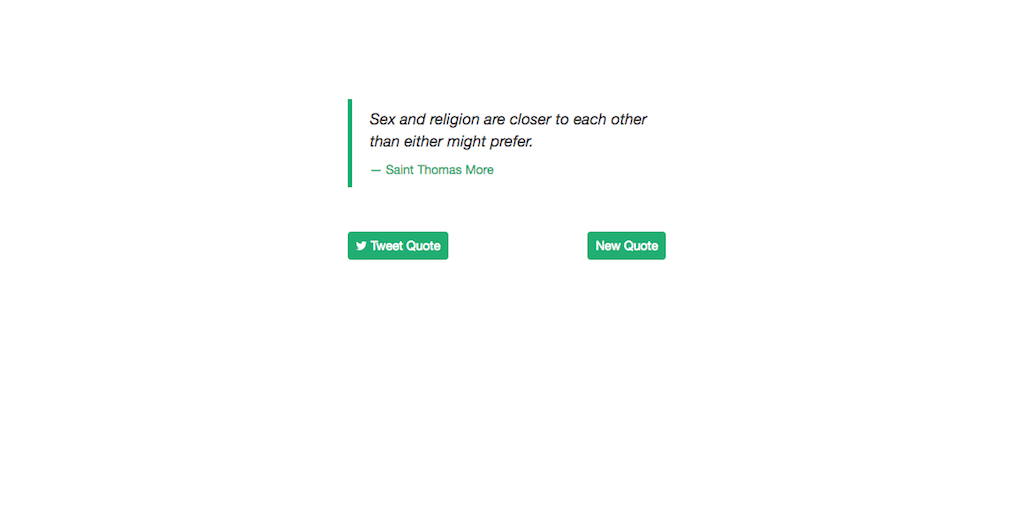 Sex and religion are closer to each other
than either might prefer.
— Saint Thomas More
Tweet Quote
New Quote